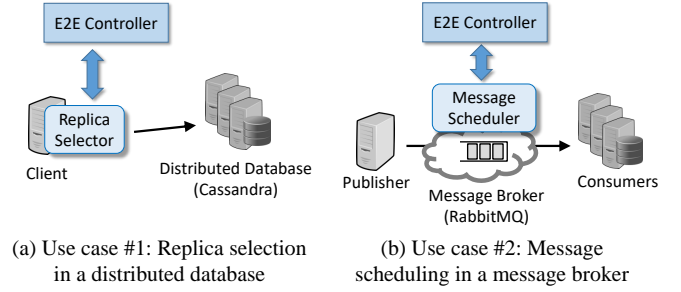 E2E Controller
Replica
Selector
Client
Distributed Database
(Cassandra)
(a) Use case #1: Replica selection
in a distributed database
E2E Controller
Message
Scheduler
Publisher
Message Broker
(RabbitMQ)
Consumers
(b) Use case #2: Message
scheduling in a message broker